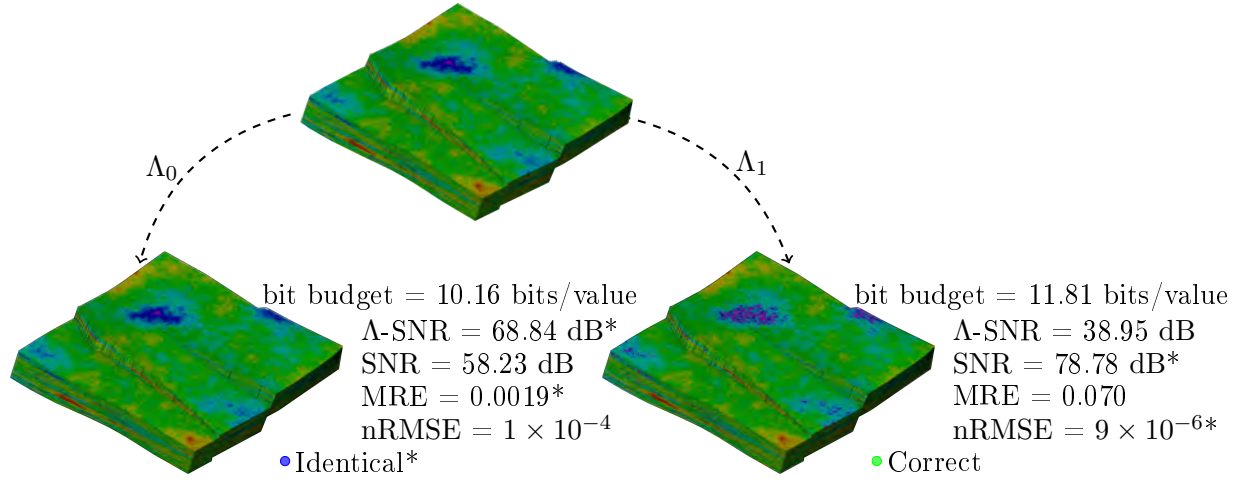 Λ₀
Λ₁
bit budget = 10.16 bits/value
Λ-SNR = 68.84 dB*
SNR = 58.23 dB
MRE = 0.0019*
nRMSE = 1 × 10⁻⁴
Identical*
bit budget = 11.81 bits/value
Λ-SNR = 38.95 dB
SNR = 78.78 dB*
MRE = 0.070
nRMSE = 9 × 10⁻⁶*
Correct